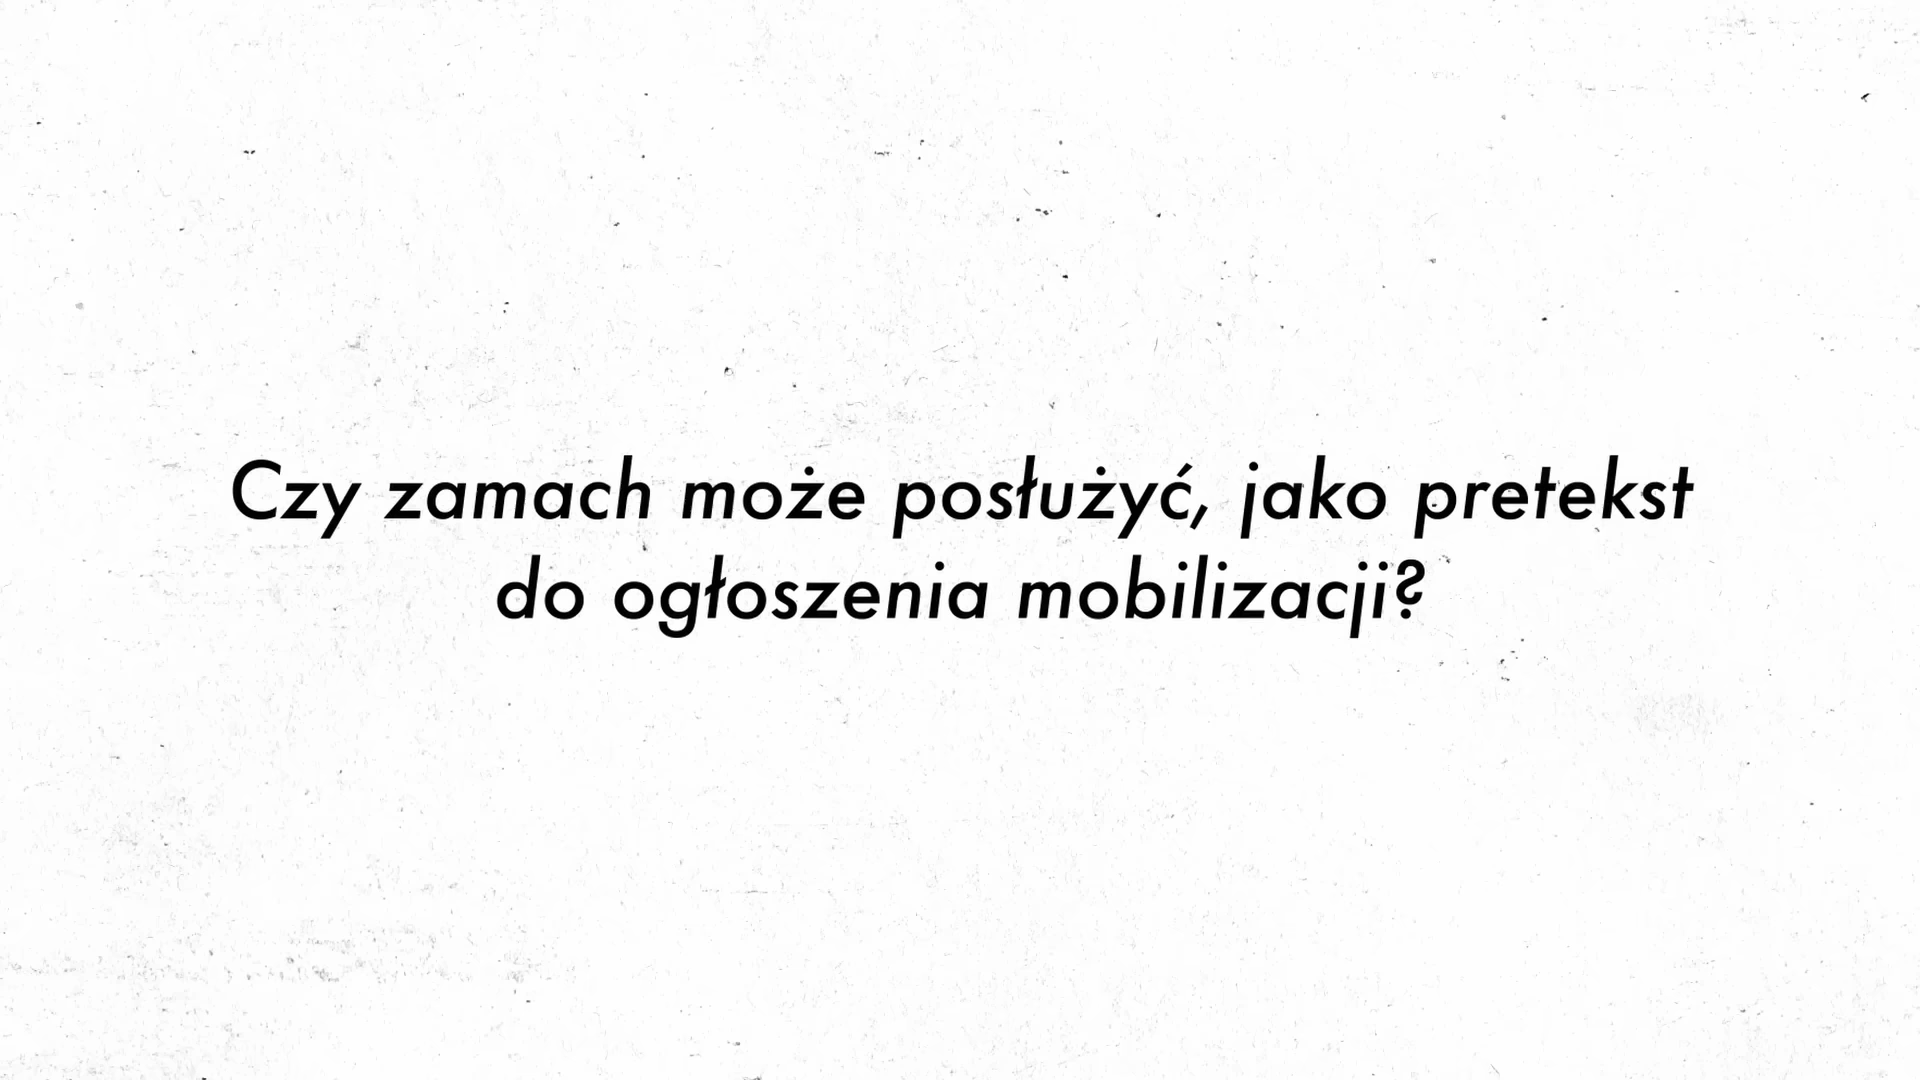 Czy zamach może posłużyć, jako pretekst
do ogłoszenia mobilizacji?